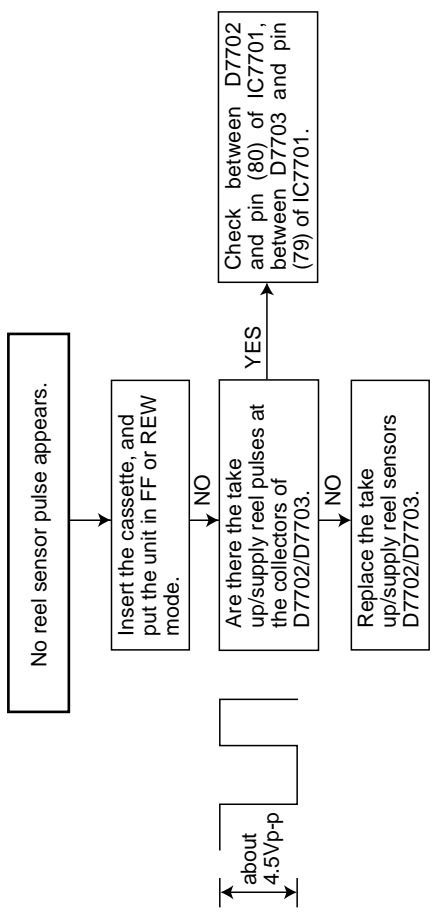 No reel sensor pulse appears.
Insert the cassette, and
put the unit in FF or REW
mode.
NO
Are there the take
up/supply reel pulses at
the collectors of
D7702/D7703.
YES
Check between D7702
and pin (80) of IC7701,
between D7703 and pin
(79) of IC7701.
NO
Replace the take
up/supply reel sensors
D7702/D7703.
about
4.5Vp-p